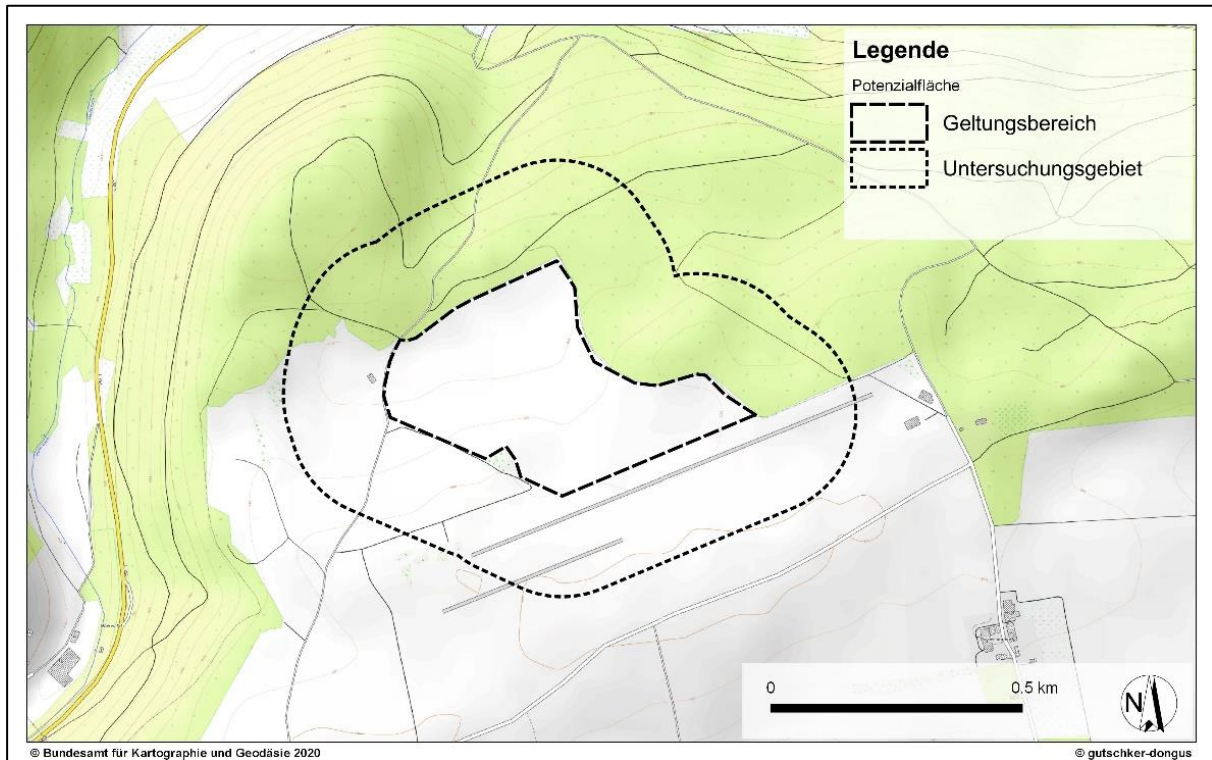 Legende
Potenzialfläche
Geltungsbereich
Untersuchungsgebiet
0 0.5 km
N
© Bundesamt für Kartographie und Geodäsie 2020 © gutschker-dongus